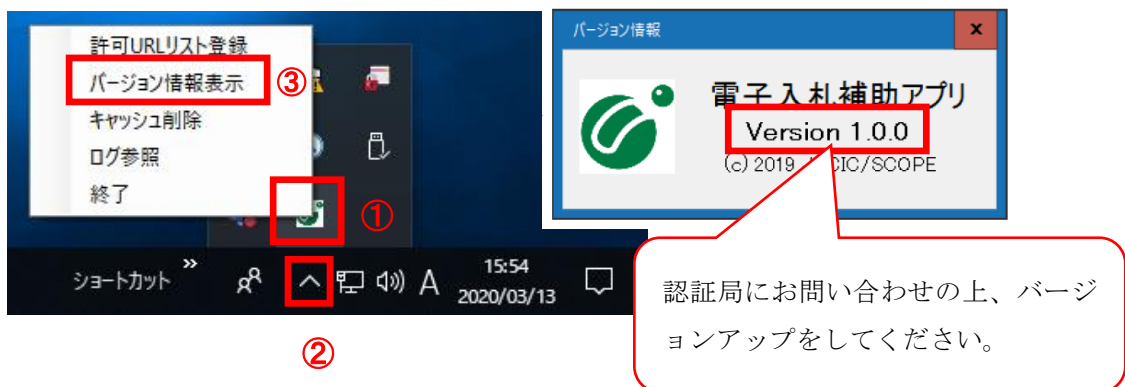 許可URLリスト登録
バージョン情報表示
③
キャッシュ削除
ログ参照
終了
①
ショートカット
»
A
15:54
2020/03/13
②
バージョン情報
x
電子入札補助アプリ
Version 1.0.0
(c) 2019 CIC/SCOPE
認証局にお問い合わせの上、バージ
ョンアップをしてください。